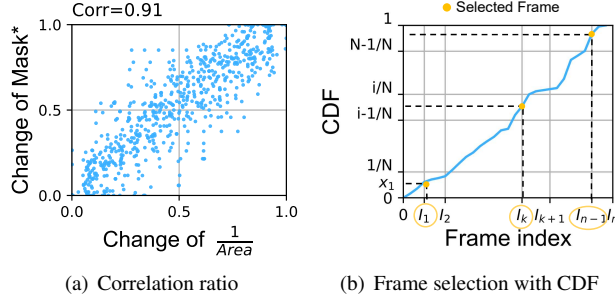 Corr=0.91
Change of Mask*
1.0
0.5
0.0
0.0 0.5 1.0
Change of 1/Area
(a) Correlation ratio
Selected Frame
CDF
1
N-1/N
i/N
i-1/N
1/N
x₁
0
0 I₁ I₂ Iₖ Iₖ₊₁ Iₙ₋₁
Frame index
(b) Frame selection with CDF